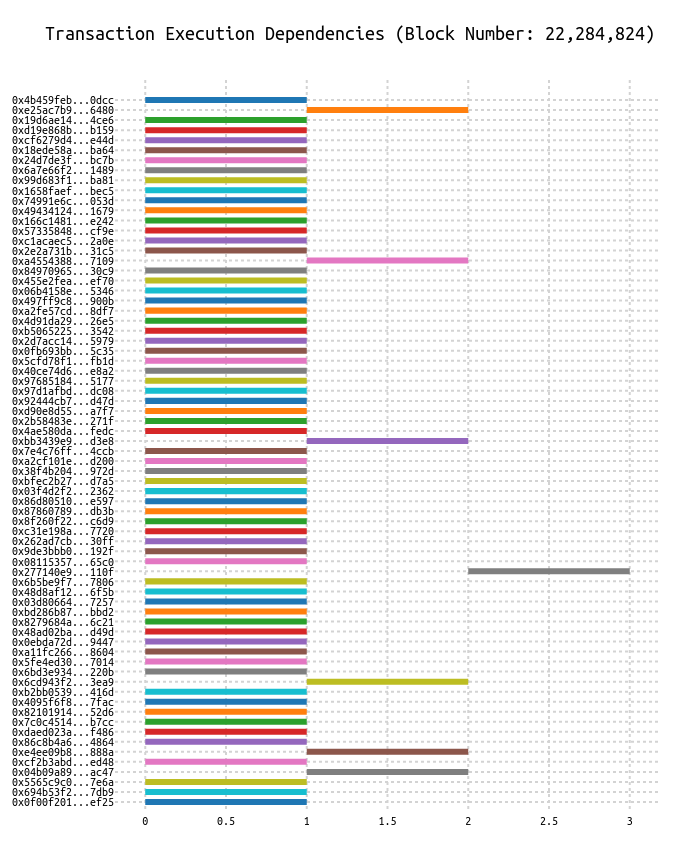 Transaction Execution Dependencies (Block Number: 22,284,824)
0x4b459feb...0dcc
0xe25ac7b9...6480
0x19d6ae14...4ce6
0xd19e868b...b159
0xcf6279d4...e44d
0x18ede58a...ba64
0x24d7de3f...bc7b
0x6a7e66f2...1489
0x99d683f1...ba81
0x1658faef...bec5
0x74991e6c...053d
0x49434124...1679
0x166c1481...e242
0x57335848...cf9e
0xc1acaec5...2a0e
0x2e2a731b...31c5
0xa4554388...7109
0x84970965...30c9
0x455e2fea...ef70
0x06b4158e...5346
0x497ff9c8...900b
0xa2fe57cd...8df7
0x4d91da29...26e5
0xb5065225...3542
0x2d7acc14...5979
0x0fb693bb...5c35
0x5cfd78f1...fb1d
0x40ce74d6...e8a2
0x97685184...5177
0x97d1afbd...dc08
0x92444cb7...d47d
0xd90e8d55...a7f7
0x2b58483e...271f
0x4ae580da...fedc
0xbb3439e9...d3e8
0x7e4c76ff...4ccb
0xa2cf101e...d200
0x38f4b204...972d
0xbfec2b27...d7a5
0x03f4d2f2...2362
0x86d80510...e597
0x87860789...db3b
0x8f260f22...c6d9
0xc31e198a...7720
0x262ad7cb...30ff
0x9de3bbb0...192f
0x08115357...65c0
0x277140e9...110f
0x6b5be9f7...7806
0x48d8af12...6f5b
0x03d80664...7257
0xbd286b87...bbd2
0x8279684a...6c21
0x48ad02ba...d49d
0x0ebda72d...9447
0xa11fc266...8604
0x5fe4ed30...7014
0x6bd3e934...220b
0x6cd943f2...3ea9
0xb2bb0539...416d
0x4095f6f8...7fac
0x82101914...52d6
0x7c0c4514...b7cc
0xdaed023a...f486
0x86c8b4a6...4864
0xe4ee09b8...888a
0xcf2b3abd...ed48
0x04b09a89...ac47
0x5565c9c0...7e6a
0x694b53f2...7db9
0x0f00f201...ef25
0 0.5 1 1.5 2 2.5 3